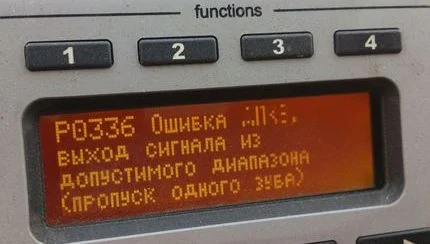 functions
1 2 3 4
P0336 Ошибка
выход сигнала из
допустимого диапазона
(пропуск одного зуба)